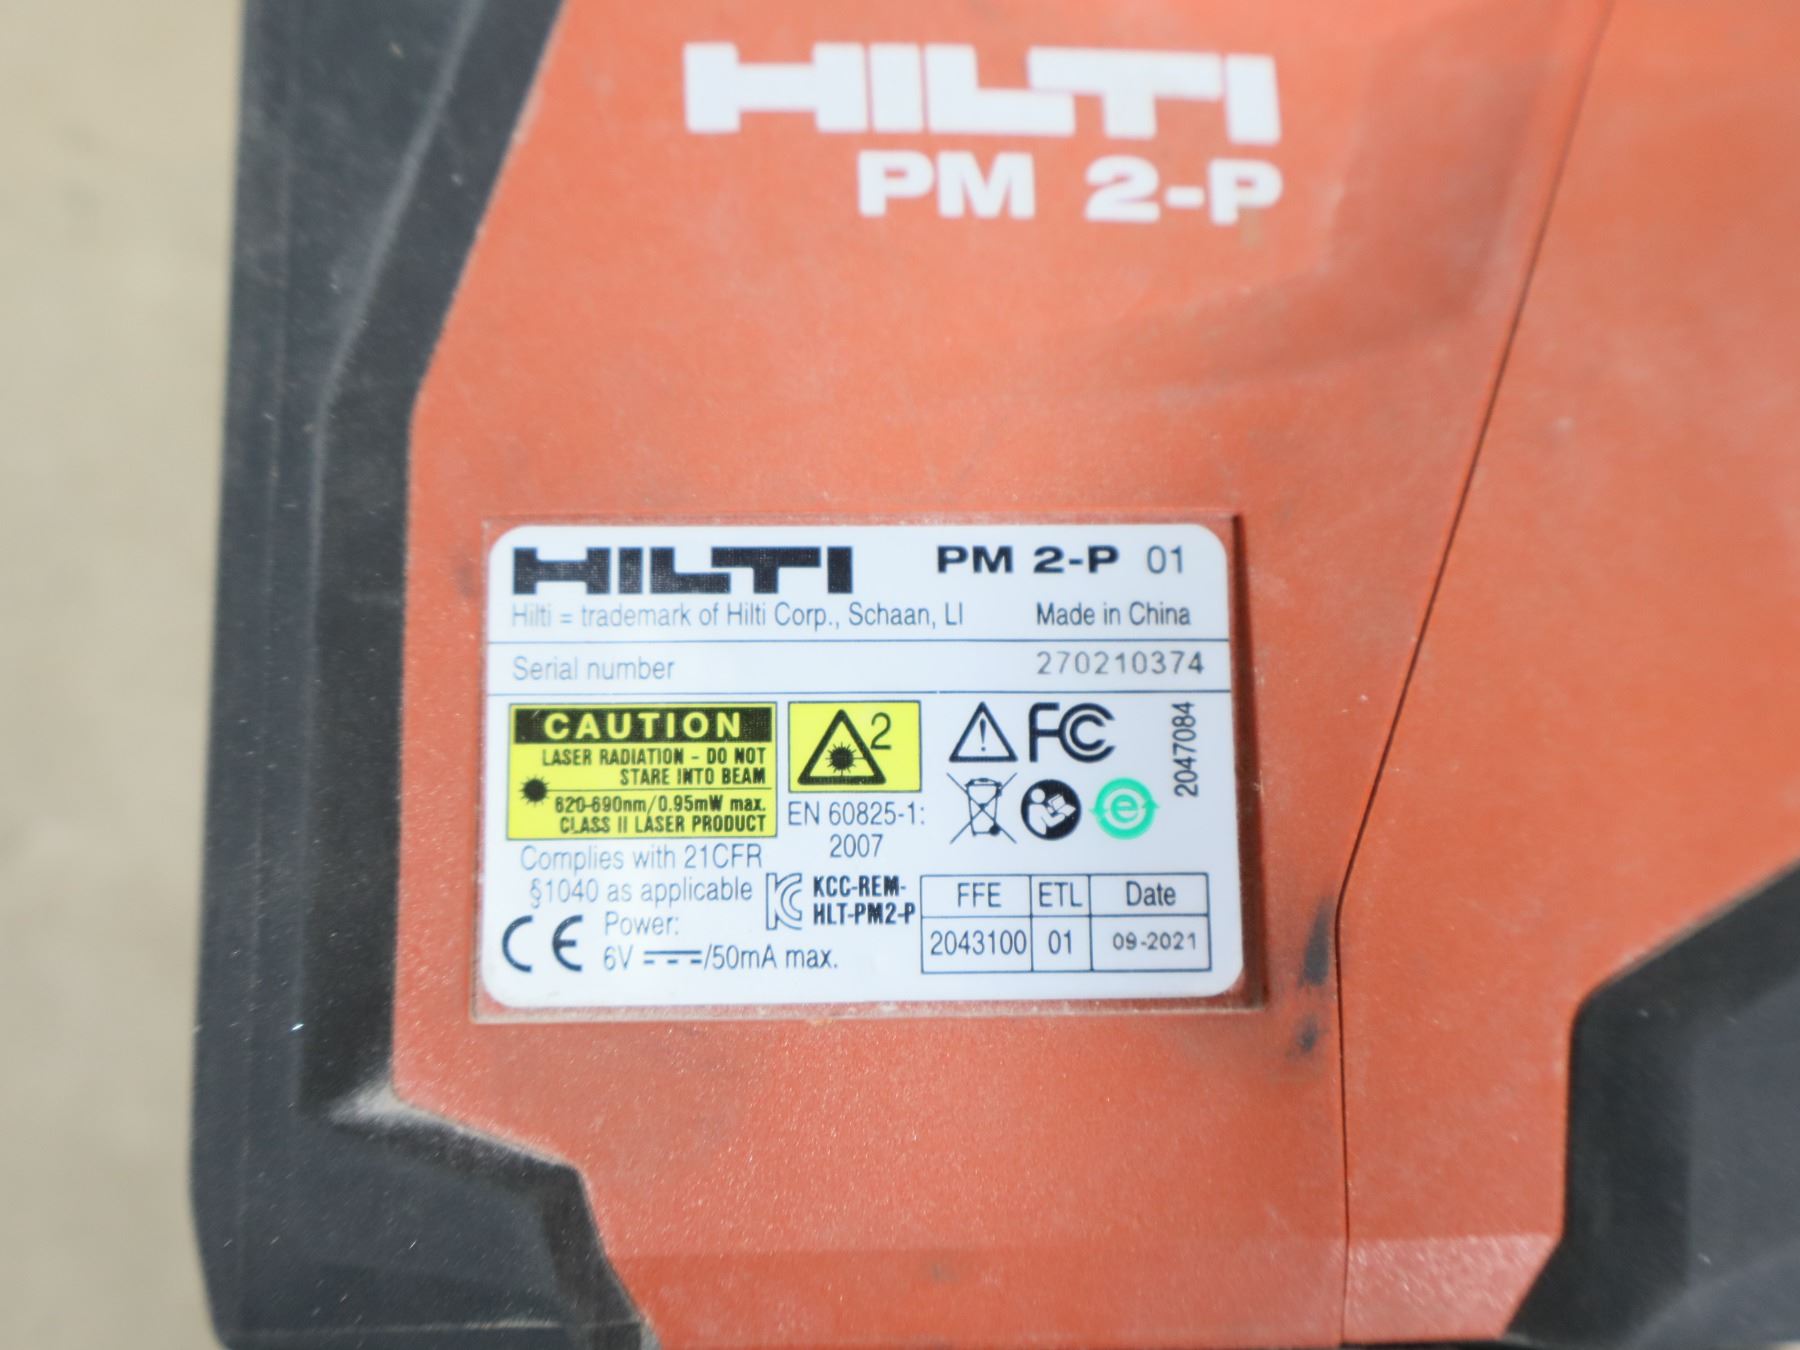 HILTI
PM 2-P
HILTI PM 2-P 01
Hilti = trademark of Hilti Corp., Schaan, LI Made in China
Serial number 270210374
CAUTION
LASER RADIATION - DO NOT
STARE INTO BEAM
620-690nm/0.95mW max.
CLASS II LASER PRODUCT
2
EN 60825-1:
2007
FC
2047084
e
Complies with 21CFR
§1040 as applicable
KCC-REM-
HLT-PM2-P
CE
Power:
6V ⎓/50mA max.
FFE ETL Date
2043100 01 09-2021